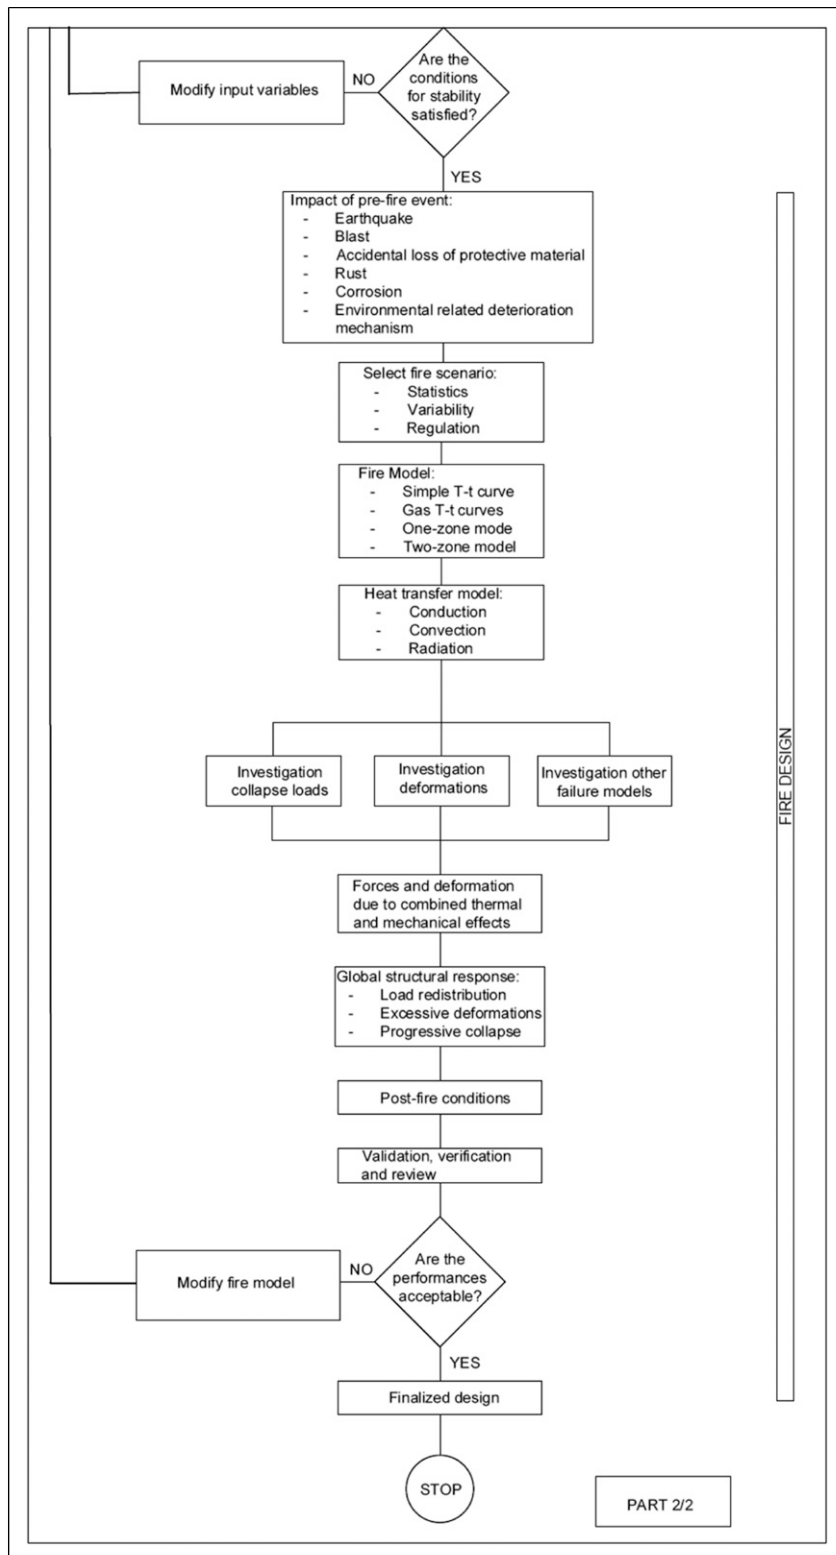 Are the
conditions
for stability
satisfied?
NO
Modify input variables
YES
Impact of pre-fire event:
- Earthquake
- Blast
- Accidental loss of protective material
- Rust
- Corrosion
- Environmental related deterioration
mechanism
Select fire scenario:
- Statistics
- Variability
- Regulation
Fire Model:
- Simple T-t curve
- Gas T-t curves
- One-zone mode
- Two-zone model
Heat transfer model:
- Conduction
- Convection
- Radiation
Investigation
collapse loads
Investigation
deformations
Investigation other
failure models
FIRE DESIGN
Forces and deformation
due to combined thermal
and mechanical effects
Global structural response:
- Load redistribution
- Excessive deformations
- Progressive collapse
Post-fire conditions
Validation, verification
and review
Are the
performances
acceptable?
NO
Modify fire model
YES
Finalized design
STOP
PART 2/2